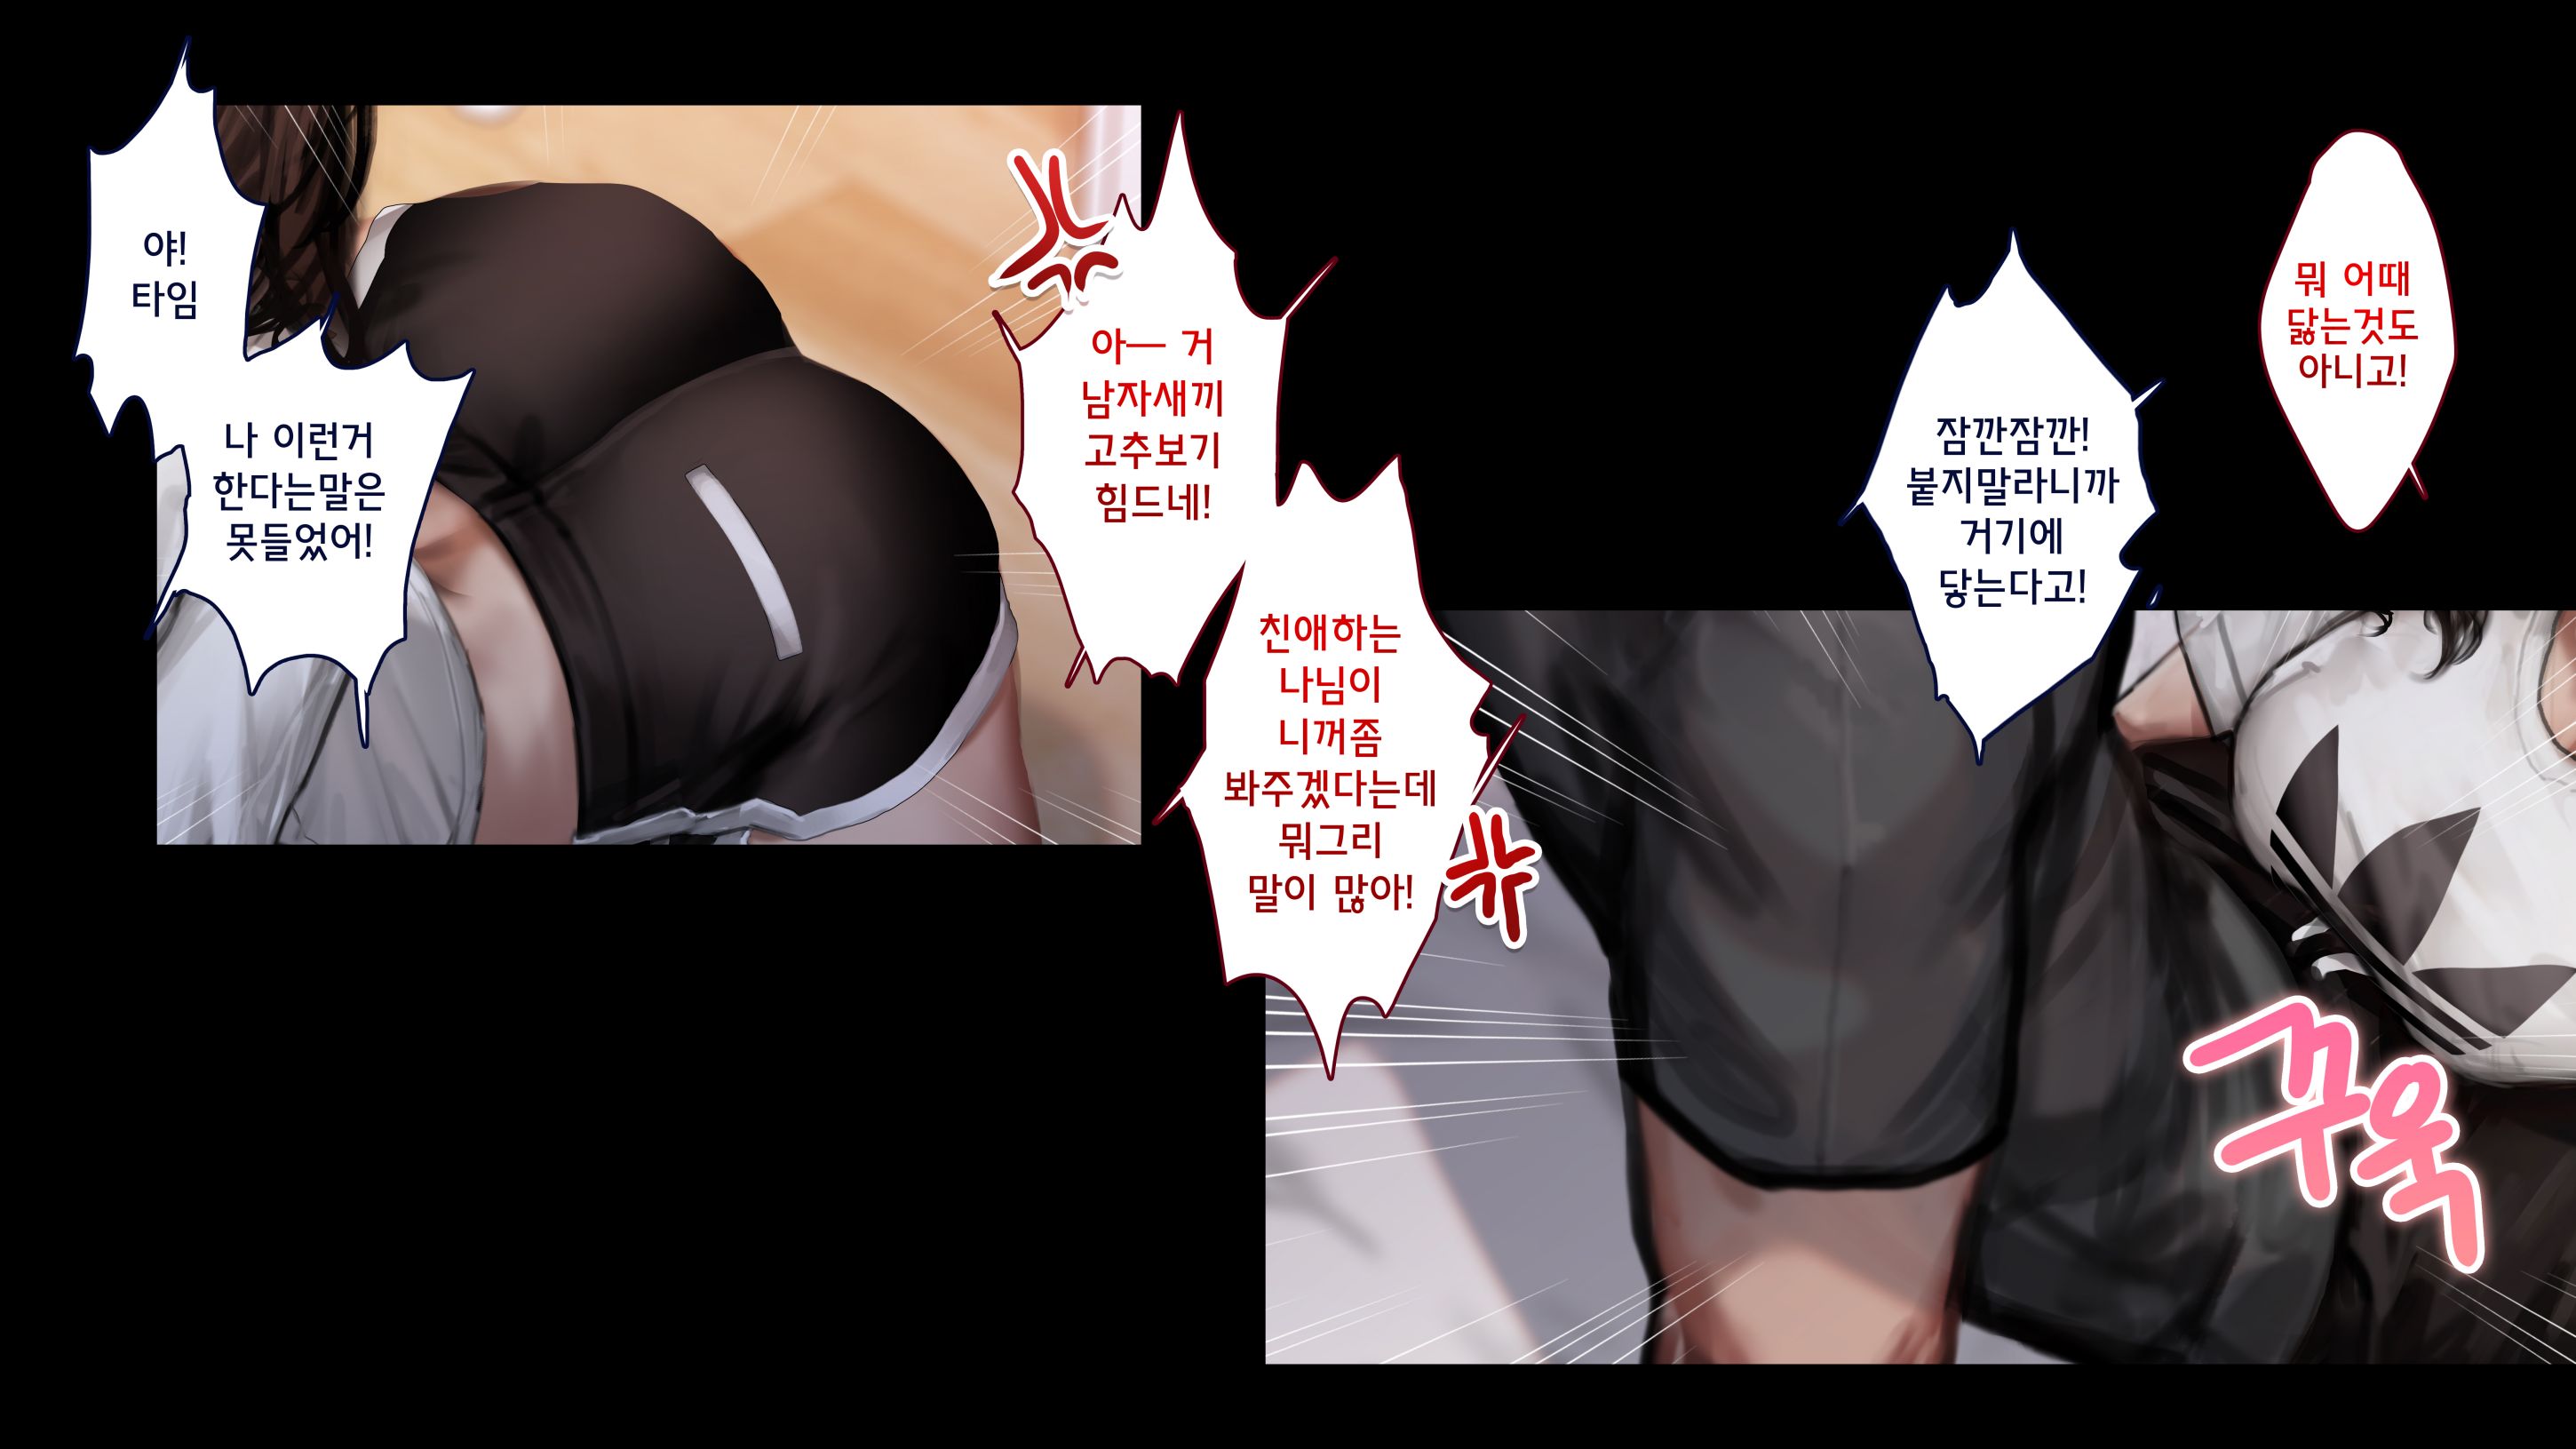 야!
타임
나 이런거
한다는말은
못들었어!
아— 거
남자새끼
고추보기
힘드네!
친애하는
나님이
니꺼좀
봐주겠다는데
뭐그리
말이 많아!
잠깐잠깐!
붙지말라니까
거기에
닿는다고!
뭐 어때
닳는것도
아니고!
꾸욱